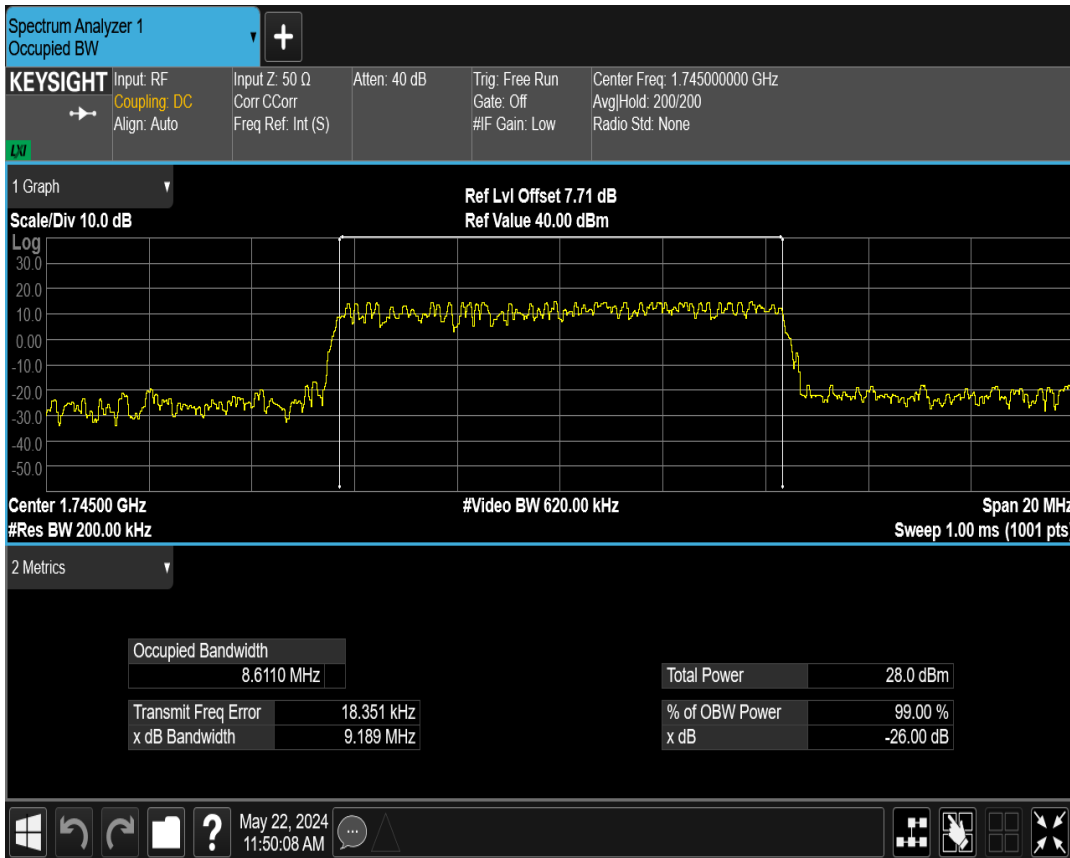 Spectrum Analyzer 1
Occupied BW
+
KEYSIGHT
LXI
Input: RF
Coupling: DC
Align: Auto
Input Z: 50 Ω
Corr CCorr
Freq Ref: Int (S)
Atten: 40 dB
Trig: Free Run
Gate: Off
#IF Gain: Low
Center Freq: 1.745000000 GHz
Avg|Hold: 200/200
Radio Std: None
1 Graph
Scale/Div 10.0 dB
Ref Lvl Offset 7.71 dB
Ref Value 40.00 dBm
Log
30.0
20.0
10.0
0.00
-10.0
-20.0
-30.0
-40.0
-50.0
Center 1.74500 GHz
#Video BW 620.00 kHz
Span 20 MHz
#Res BW 200.00 kHz
Sweep 1.00 ms (1001 pts)
2 Metrics
Occupied Bandwidth
8.6110 MHz
Total Power 28.0 dBm
Transmit Freq Error 18.351 kHz
% of OBW Power 99.00 %
x dB Bandwidth 9.189 MHz
x dB -26.00 dB
?
May 22, 2024
11:50:08 AM